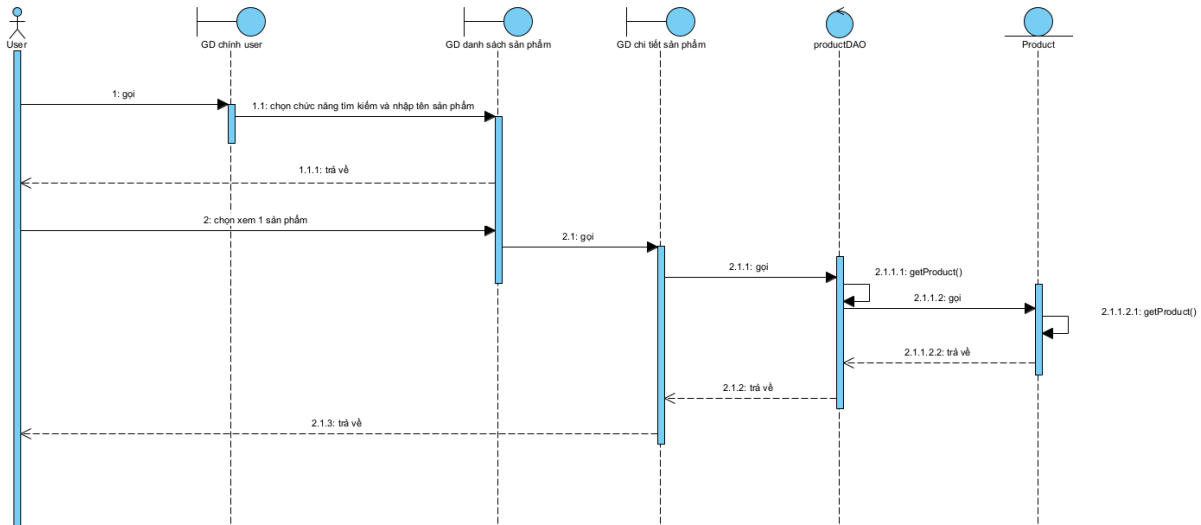 User
GD chính user
GD danh sách sản phẩm
GD chi tiết sản phẩm
productDAO
Product
1: gọi
1.1: chọn chức năng tìm kiếm và nhập tên sản phẩm
1.1.1: trả về
2: chọn xem 1 sản phẩm
2.1: gọi
2.1.1: gọi
2.1.1.1: getProduct()
2.1.1.2: gọi
2.1.1.2.1: getProduct()
2.1.1.2.2: trả về
2.1.2: trả về
2.1.3: trả về